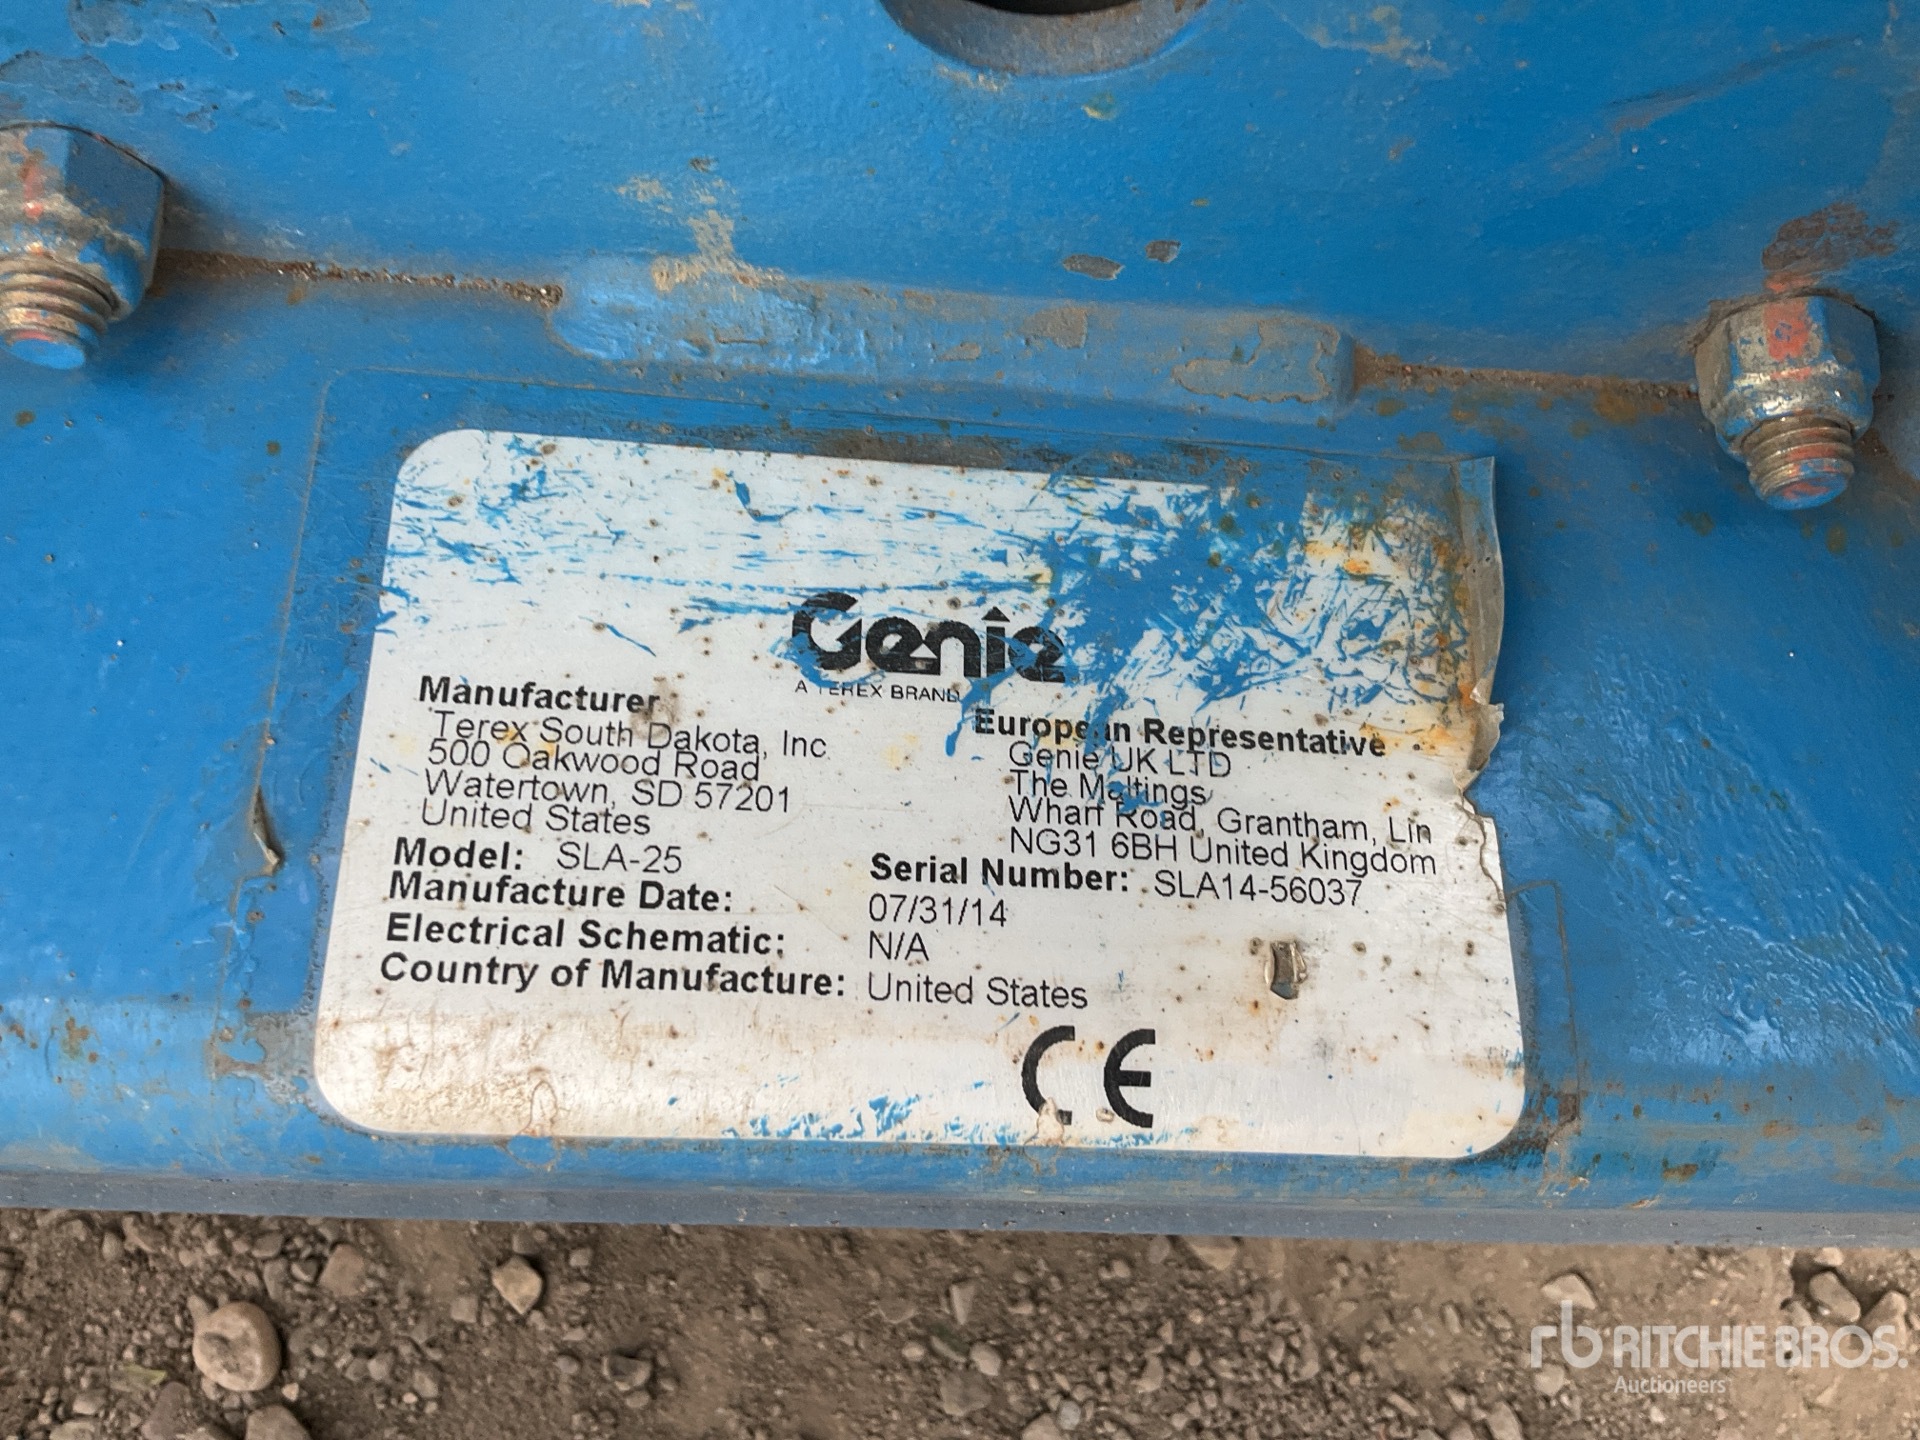 Genie
A TEREX BRAND
Manufacturer
Terex South Dakota, Inc
500 Oakwood Road
Watertown, SD 57201
United States
European Representative
Genie UK LTD
The Maltings
Wharf Road, Grantham, Lin
NG31 6BH United Kingdom
Model: SLA-25
Serial Number: SLA14-56037
Manufacture Date: 07/31/14
Electrical Schematic: N/A
Country of Manufacture: United States
CE
rb RITCHIE BROS.
Auctioneers